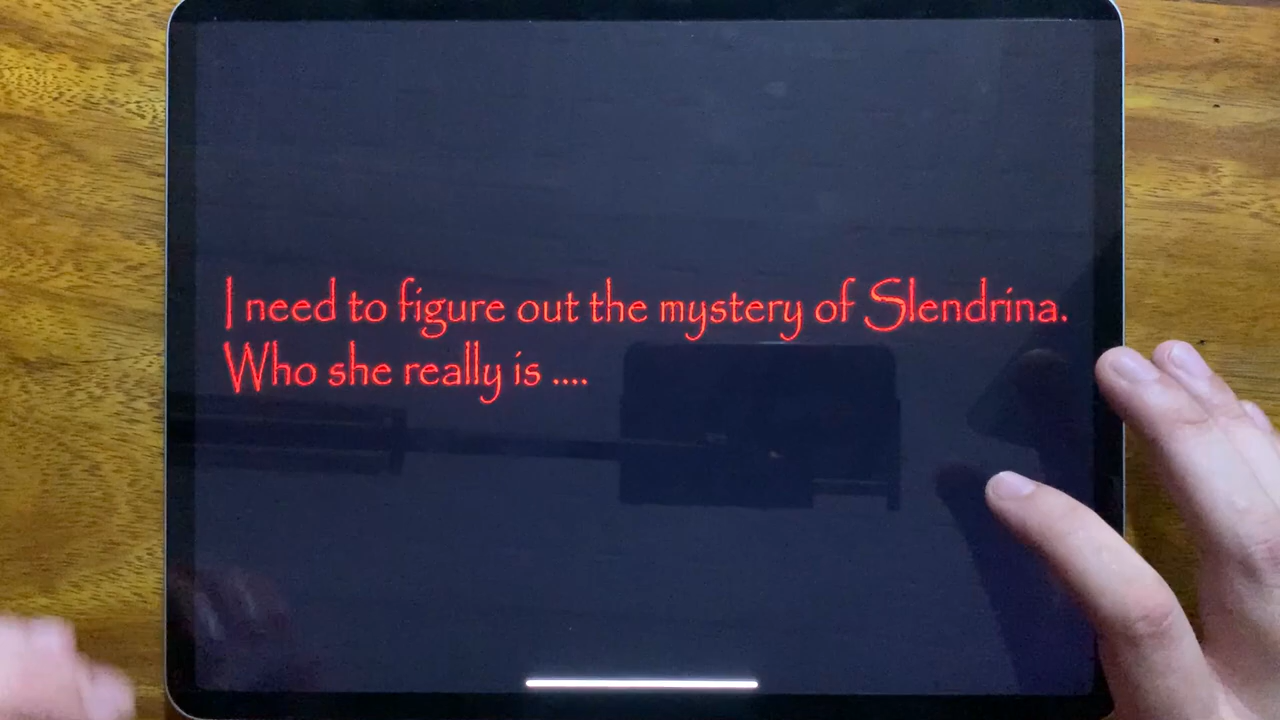 I need to figure out the mystery of Slendrina.
Who she really is ....